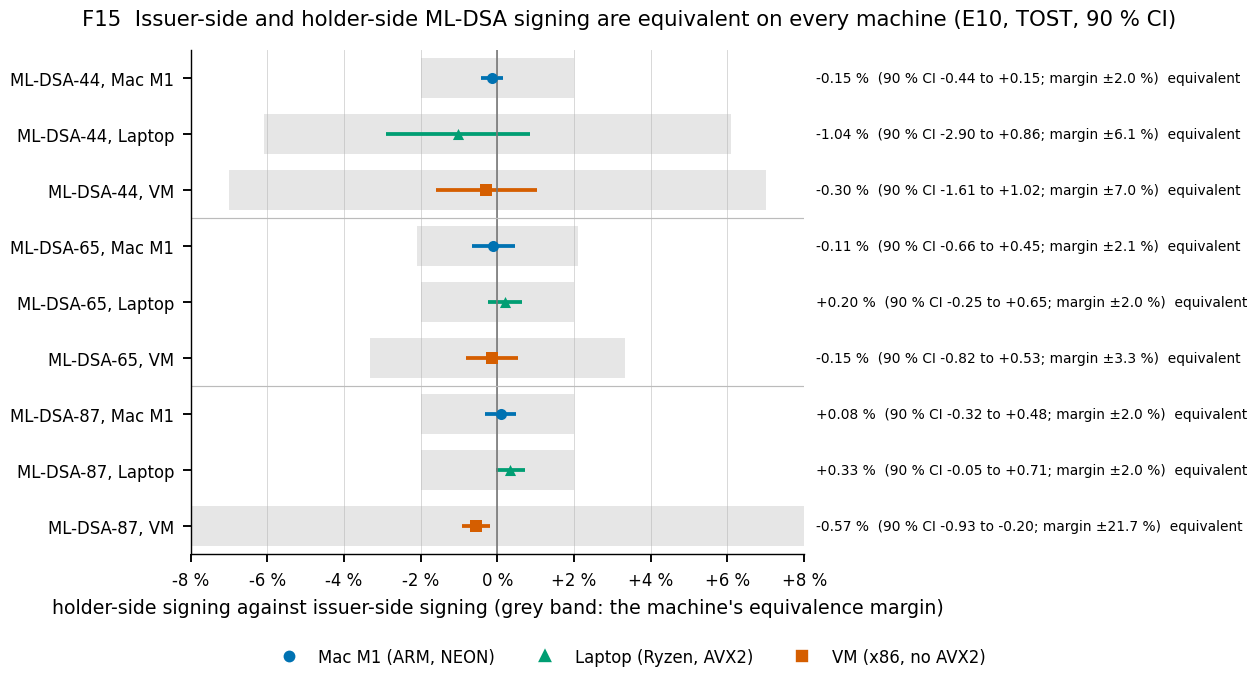 F15  Issuer-side and holder-side ML-DSA signing are equivalent on every machine (E10, TOST, 90 % CI)
ML-DSA-44, Mac M1  -0.15 %  (90 % CI -0.44 to +0.15; margin ±2.0 %)  equivalent
ML-DSA-44, Laptop  -1.04 %  (90 % CI -2.90 to +0.86; margin ±6.1 %)  equivalent
ML-DSA-44, VM  -0.30 %  (90 % CI -1.61 to +1.02; margin ±7.0 %)  equivalent
ML-DSA-65, Mac M1  -0.11 %  (90 % CI -0.66 to +0.45; margin ±2.1 %)  equivalent
ML-DSA-65, Laptop  +0.20 %  (90 % CI -0.25 to +0.65; margin ±2.0 %)  equivalent
ML-DSA-65, VM  -0.15 %  (90 % CI -0.82 to +0.53; margin ±3.3 %)  equivalent
ML-DSA-87, Mac M1  +0.08 %  (90 % CI -0.32 to +0.48; margin ±2.0 %)  equivalent
ML-DSA-87, Laptop  +0.33 %  (90 % CI -0.05 to +0.71; margin ±2.0 %)  equivalent
ML-DSA-87, VM  -0.57 %  (90 % CI -0.93 to -0.20; margin ±21.7 %)  equivalent
-8 %  -6 %  -4 %  -2 %  0 %  +2 %  +4 %  +6 %  +8 %
holder-side signing against issuer-side signing (grey band: the machine's equivalence margin)
Mac M1 (ARM, NEON)  Laptop (Ryzen, AVX2)  VM (x86, no AVX2)